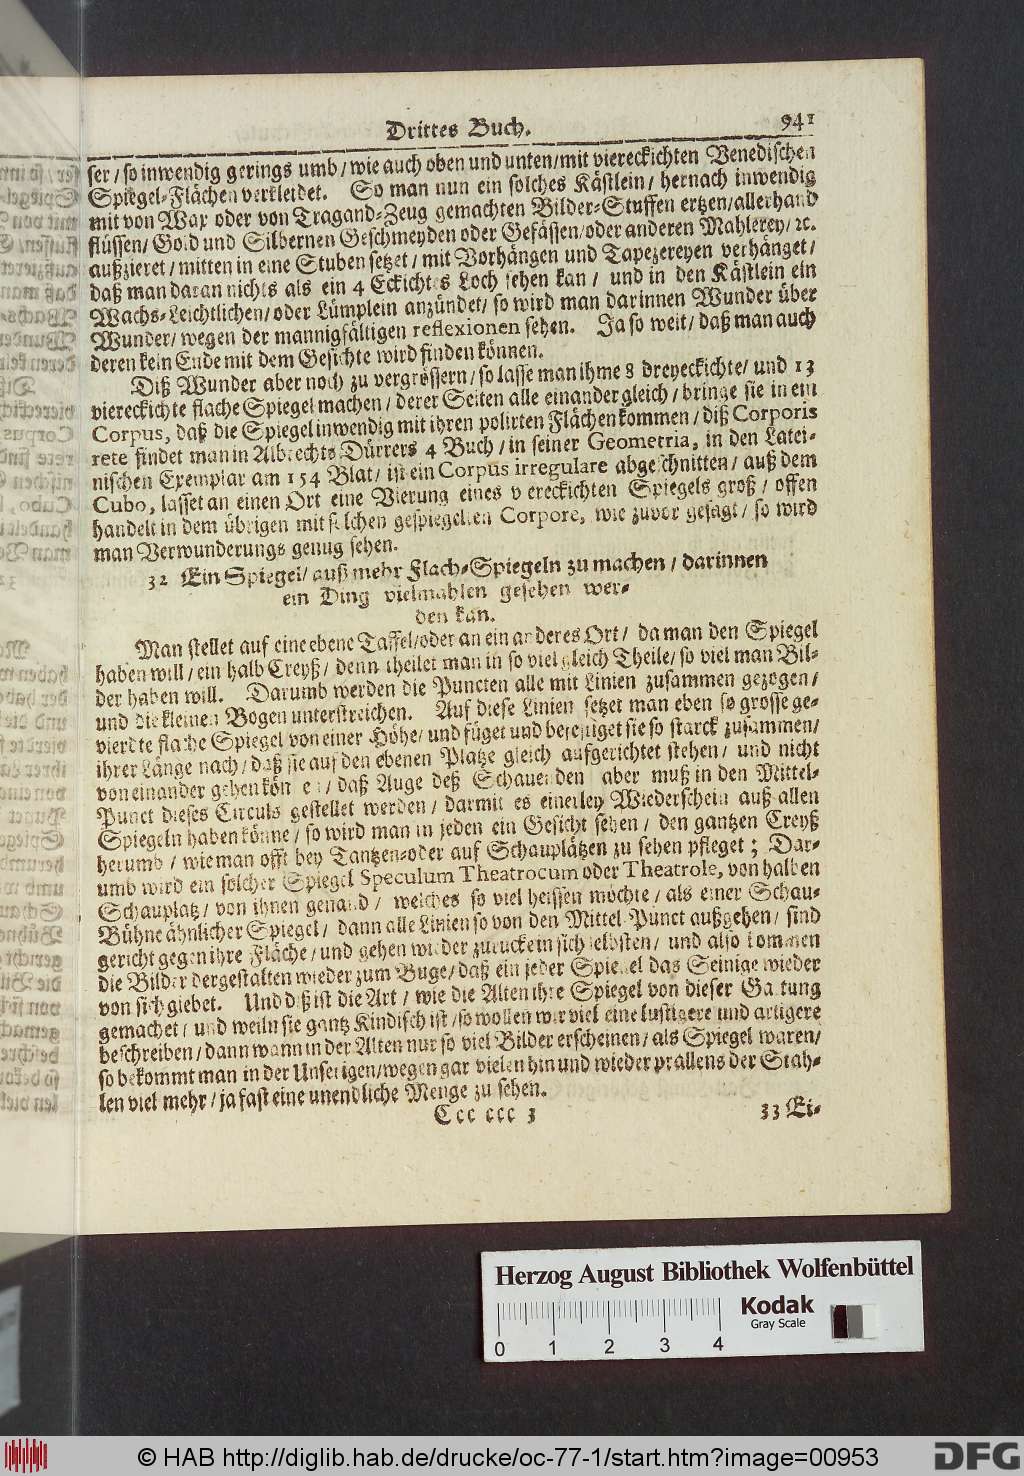 Drittes Buch. 941
ser / so inwendig gerings umb / wie auch oben und unten / mit viereckichten Venedischen
Spiegel-Flächen verkleidet. So man nun ein solches Kästlein / hernach inwendig
mit von Wax oder von Tragand-Zeug gemachten Bilder-Stuffen ertzen / allerhand
flüssen / Gold und Silbernen Geschmeyden oder Gefässen / oder anderen Mahlerey / ꝛc.
außzieret / mitten in eine Stuben setzet / mit Vorhängen und Tapezereyen verhänget /
daß man daran nichts als ein 4 Eckichtes Loch sehen kan / und in den Kästlein ein
Wachs-Leichtlichen / oder Lümplein anzündet / so wird man darinnen Wunder über
Wunder / wegen der mannigfältigen reflexionen sehen. Ja so weit / daß man auch
deren kein Ende mit dem Gesichte wird finden können.
Diß Wunder aber noch zu vergrössern / so lasse man ihme 8 dreyeckichte / und 13
viereckichte flache Spiegel machen / derer Seiten alle einander gleich / bringe sie in ein
Corpus, daß die Spiegel inwendig mit ihren polirten Flächen kommen / diß Corporis
rete findet man in Albrechts Dürrers 4 Buch / in seiner Geometria, in den Latei-
nischen Exemplar am 154 Blat / ist ein Corpus irregulare abgeschnitten / auß dem
Cubo, lasset an einen Ort eine Vierung eines viereckichten Spiegels groß / offen
handelt in dem übrigen mit solchen gespiegelten Corpore, wie zuvor gesagt / so wird
man Verwunderungs genug sehen.
32 Ein Spiegel / auß mehr Flach-Spiegeln zu machen / darinnen
ein Ding vielmahlen gesehen wer-
den kan.
Man stellet auf eine ebene Taffel / oder an ein anderes Ort / da man den Spiegel
haben will / ein halb Creyß / denn theilet man in so viel gleich Theile / so viel man Bil-
der haben will. Darumb werden die Puncten alle mit Linien zusammen gezogen /
und die kleinen Bogen unterstreichen. Auf diese Linien setzet man eben so grosse ge-
vierdte flache Spiegel von einer Höhe / und füget und befestiget sie so starck zusammen /
ihrer Länge nach / daß sie auf den ebenen Platze gleich aufgerichtet stehen / und nicht
von einander gehen können / daß Auge deß Schauenden aber muß in den Mittel-
Punct dieses Circuls gestellet werden / darmit es einerley Wiederschein auß allen
Spiegeln haben könne / so wird man in jeden ein Gesicht sehen / den gantzen Creyß
herumb / wie man offt bey Tantzen- oder auf Schauplätzen zu sehen pfleget ; Dar-
umb wird ein solcher Spiegel Speculum Theatrocum oder Theatrole, von halben
Schauplatz / von ihnen genand / welches so viel heissen möchte / als einer Schau-
Bühne ähnlicher Spiegel / dann alle Linien so von den Mittel-Punct außgehen / sind
gericht gegen ihre Fläche / und gehen wieder zurucke in sich selbsten / und also kommen
die Bilder dergestalten wieder zum Auge / daß ein jeder Spiegel das Seinige wieder
von sich giebet. Und diß ist die Art / wie die Alten ihre Spiegel von dieser Gattung
gemachet / und weiln sie gantz Kindisch ist / so wollen wir viel eine lustigere und artigere
beschreiben / dann wann in der Alten nur so viel Bilder erscheinen / als Spiegel waren /
so bekommt man in der Unserigen / wegen gar vielen hin und wieder prallens der Stah-
len viel mehr / ja fast eine unendliche Menge zu sehen.
Ccc ccc 3 33 Ei-
Herzog August Bibliothek Wolfenbüttel
Kodak
Gray Scale
0 1 2 3 4
© HAB http://diglib.hab.de/drucke/oc-77-1/start.htm?image=00953
DFG